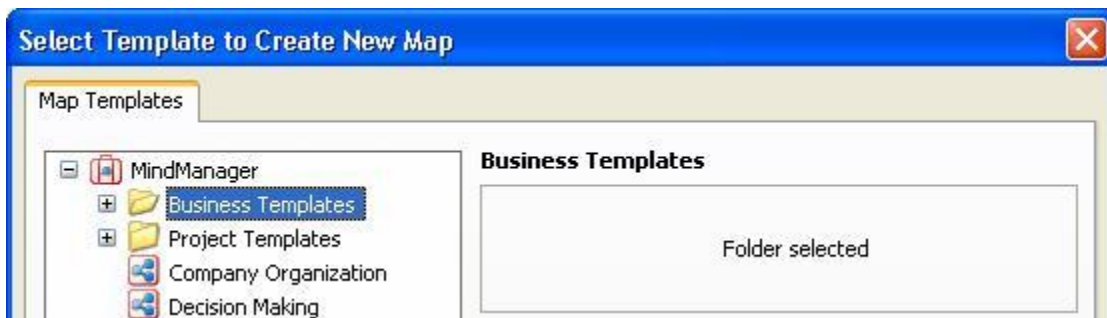 Select Template to Create New Map
Map Templates
MindManager
Business Templates
Project Templates
Company Organization
Decision Making
Business Templates
Folder selected